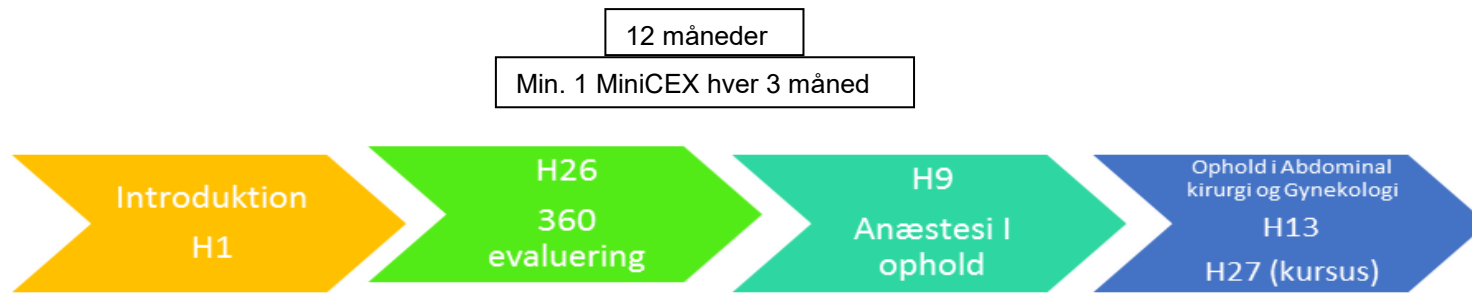 12 måneder
Min. 1 MiniCEX hver 3 måned
Introduktion
H1
H26
360
evaluering
H9
Anæstesi I
ophold
Ophold i Abdominal
kirurgi og Gynekologi
H13
H27 (kursus)